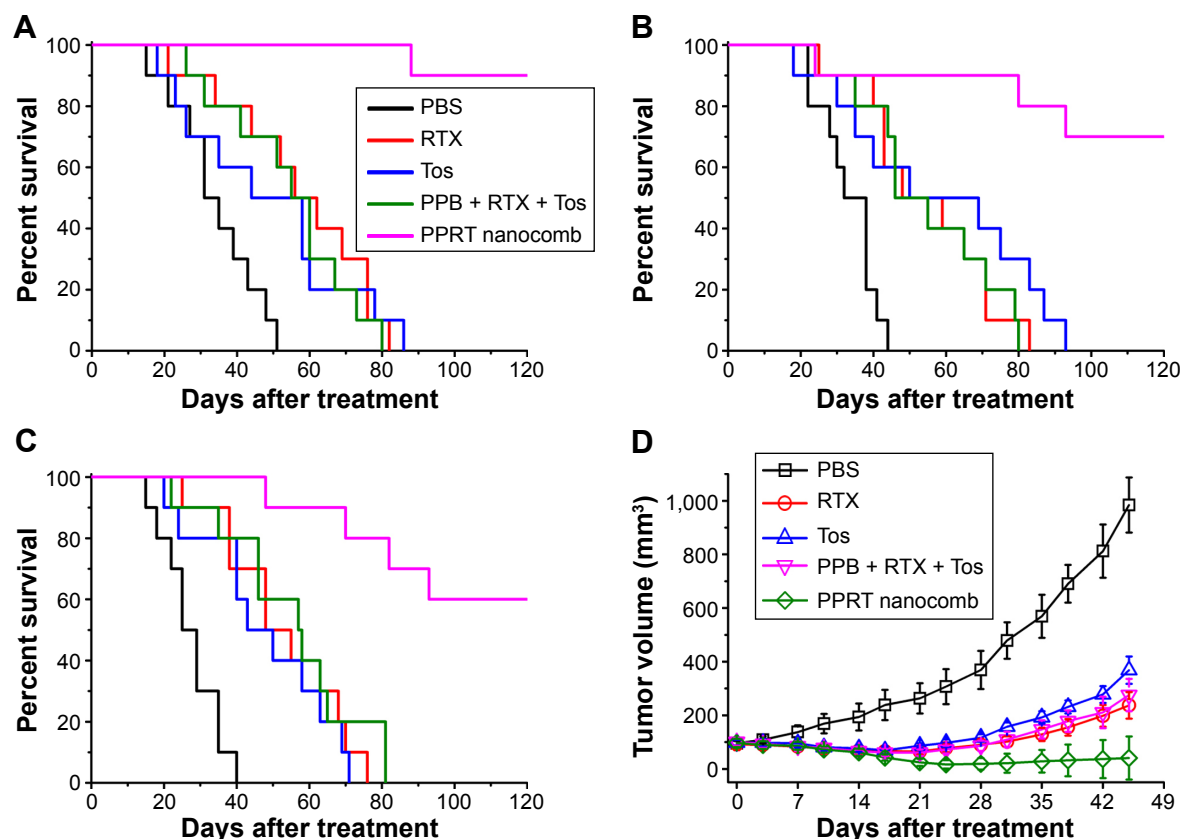 A
Percent survival
100
80
60
40
20
0
0 20 40 60 80 100 120
Days after treatment
PBS
RTX
Tos
PPB + RTX + Tos
PPRT nanocomb
B
Percent survival
100
80
60
40
20
0
0 20 40 60 80 100 120
Days after treatment
C
Percent survival
100
80
60
40
20
0
0 20 40 60 80 100 120
Days after treatment
D
Tumor volume (mm³)
1,000
800
600
400
200
0
0 7 14 21 28 35 42 49
Days after treatment
PBS
RTX
Tos
PPB + RTX + Tos
PPRT nanocomb